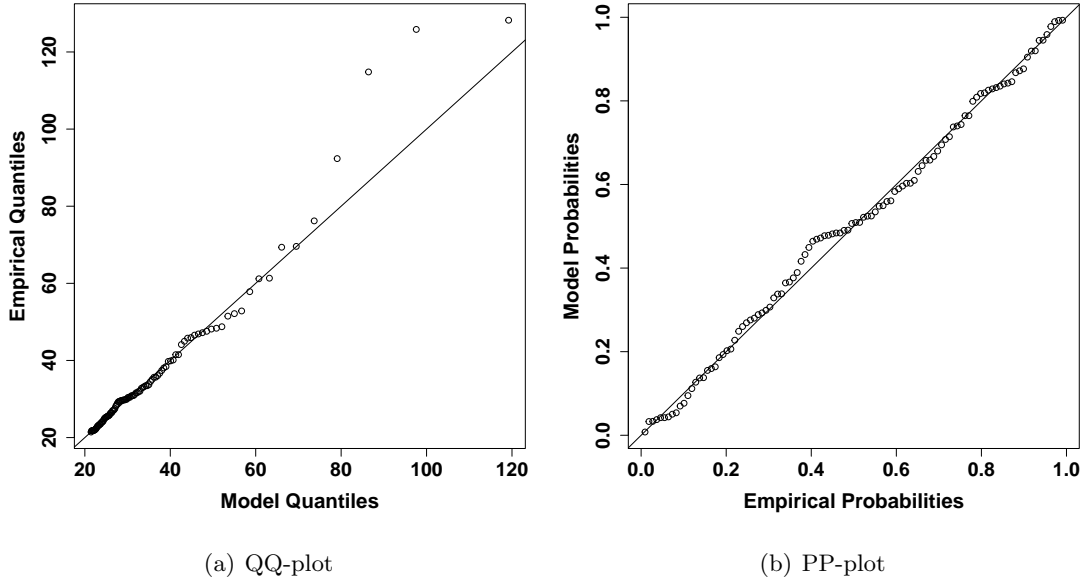 Empirical Quantiles
120
100
80
60
40
20
20 40 60 80 100 120
Model Quantiles
(a) QQ-plot
Model Probabilities
1.0
0.8
0.6
0.4
0.2
0.0
0.0 0.2 0.4 0.6 0.8 1.0
Empirical Probabilities
(b) PP-plot